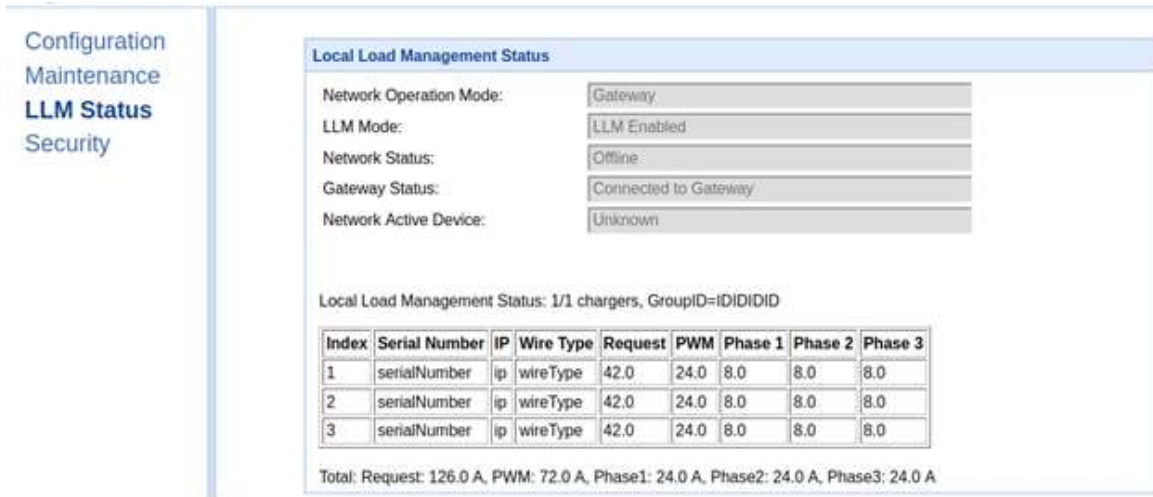 Configuration
Maintenance
LLM Status
Security
Local Load Management Status
Network Operation Mode: Gateway
LLM Mode: LLM Enabled
Network Status: Offline
Gateway Status: Connected to Gateway
Network Active Device: Unknown
Local Load Management Status: 1/1 chargers, GroupID=IDIDIDID
Index Serial Number IP Wire Type Request PWM Phase 1 Phase 2 Phase 3
1 serialNumber ip wireType 42.0 24.0 8.0 8.0 8.0
2 serialNumber ip wireType 42.0 24.0 8.0 8.0 8.0
3 serialNumber ip wireType 42.0 24.0 8.0 8.0 8.0
Total: Request: 126.0 A, PWM: 72.0 A, Phase1: 24.0 A, Phase2: 24.0 A, Phase3: 24.0 A